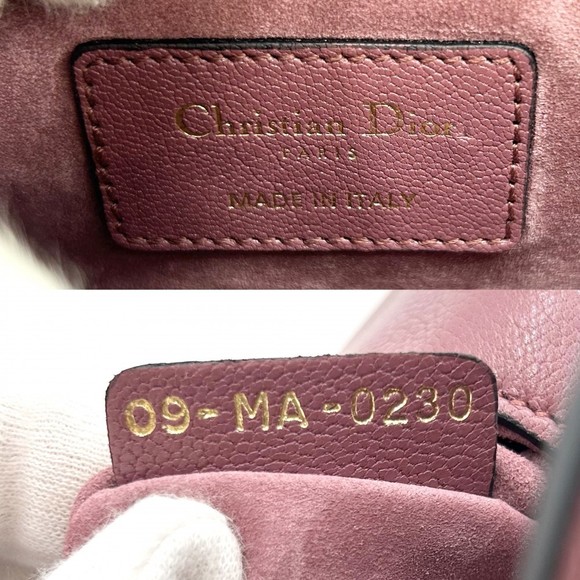 Christian Dior
PARIS
MADE IN ITALY
09-MA-0230